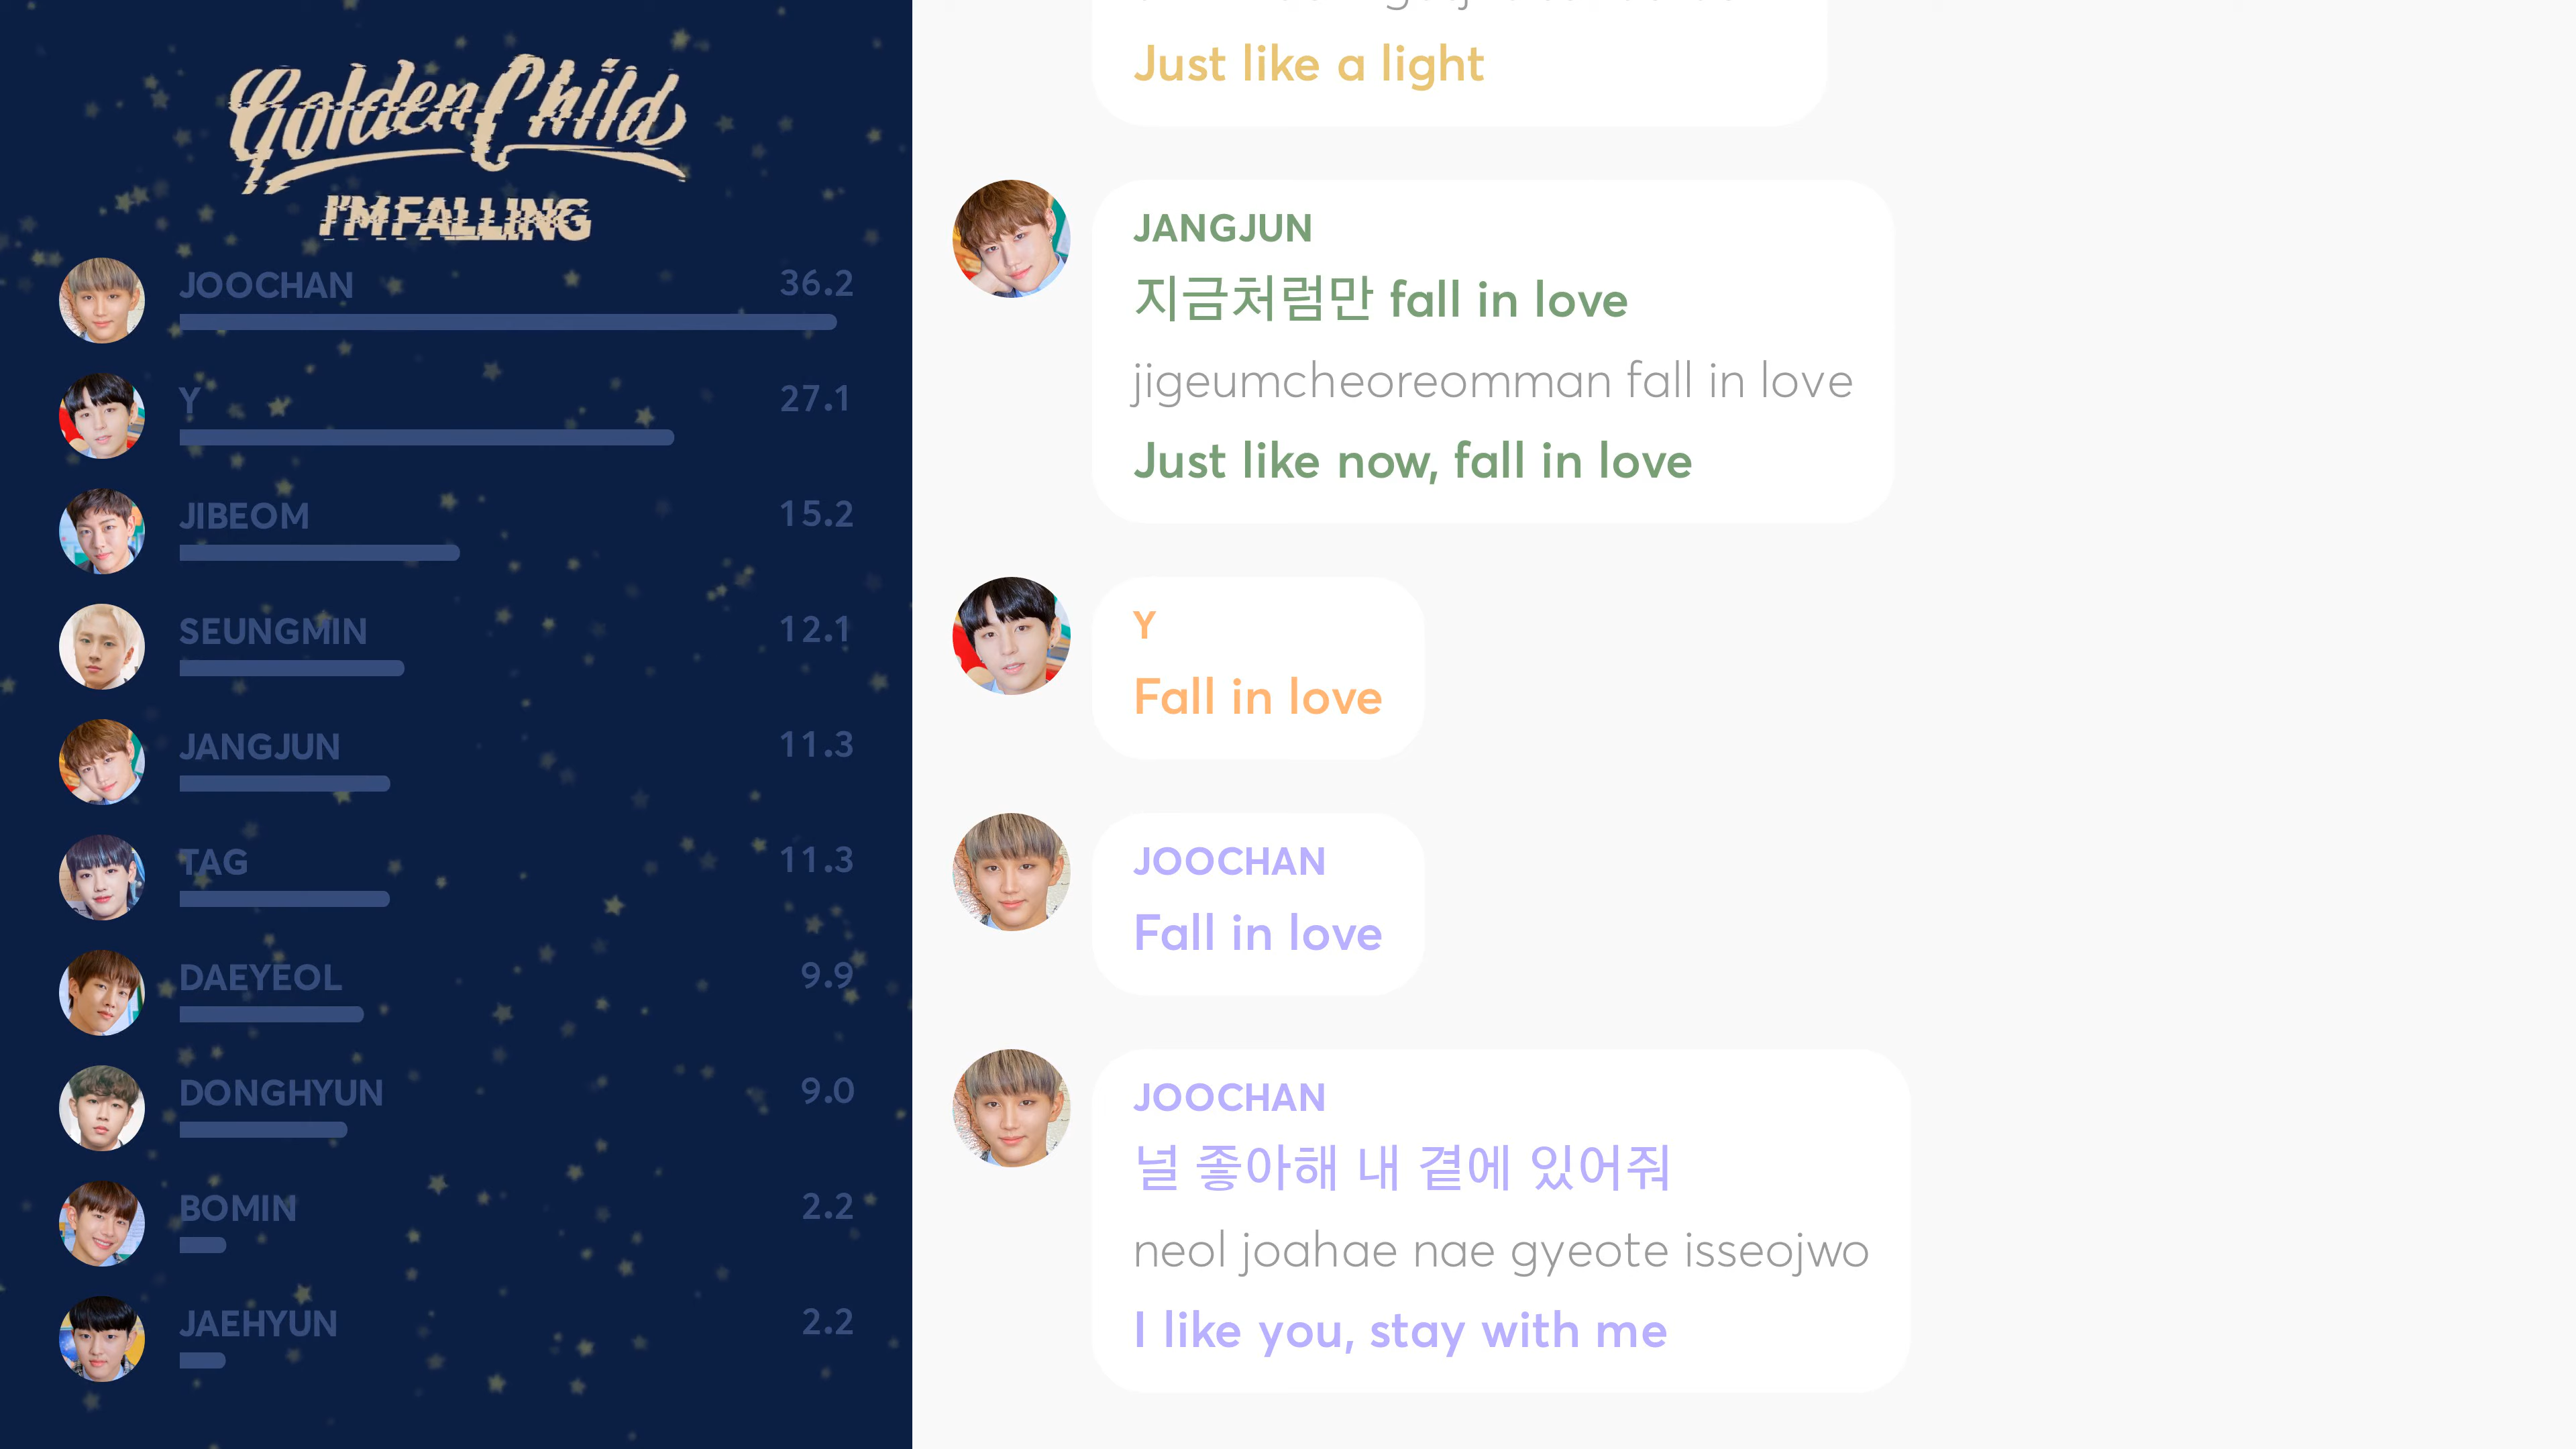 Golden Child
I'M FALLING
JOOCHAN 36.2
Y 27.1
JIBEOM 15.2
SEUNGMIN 12.1
JANGJUN 11.3
TAG 11.3
DAEYEOL 9.9
DONGHYUN 9.0
BOMIN 2.2
JAEHYUN 2.2
Just like a light
JANGJUN
지금처럼만 fall in love
jigeumcheoreomman fall in love
Just like now, fall in love
Y
Fall in love
JOOCHAN
Fall in love
JOOCHAN
널 좋아해 내 곁에 있어줘
neol joahae nae gyeote isseojwo
I like you, stay with me